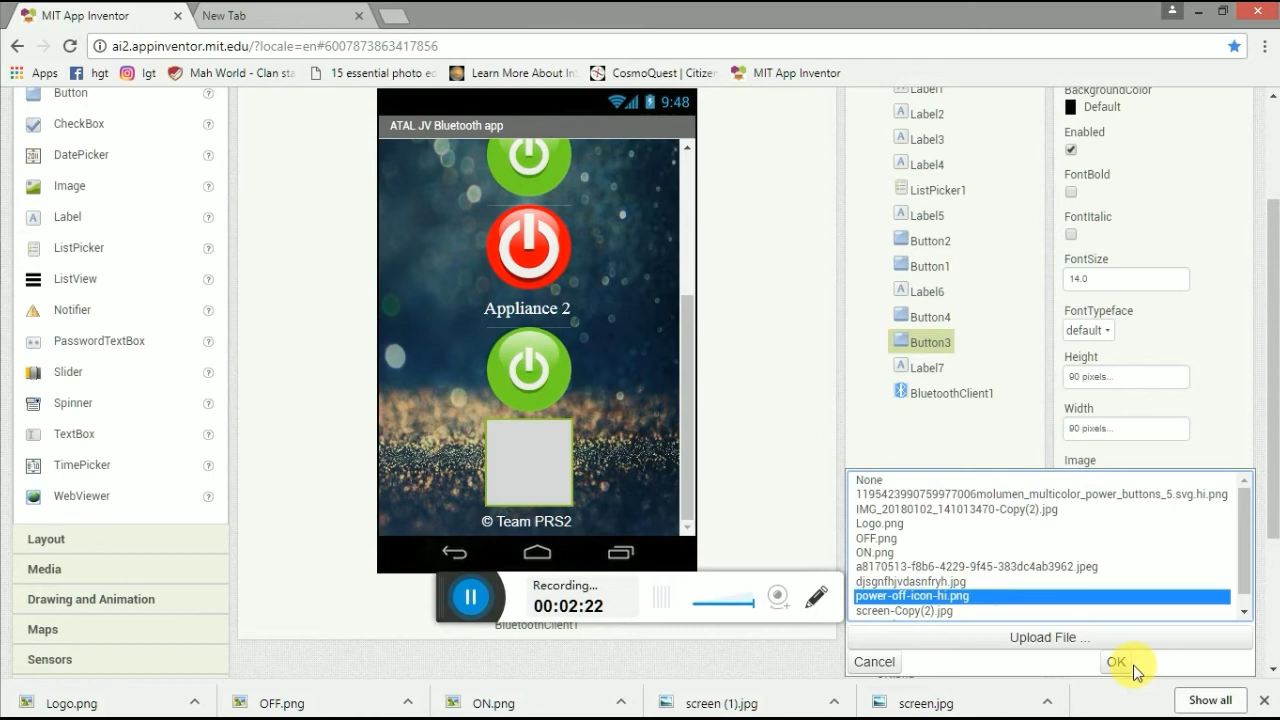 MIT App Inventor
New Tab
ai2.appinventor.mit.edu/?locale=en#6007873863417856
Apps
hgt
Igt
Mah World - Clan sta
15 essential photo ed
Learn More About In
CosmoQuest | Citizen
MIT App Inventor
Button
CheckBox
DatePicker
Image
Label
ListPicker
ListView
Notifier
PasswordTextBox
Slider
Spinner
TextBox
TimePicker
WebViewer
Layout
Media
Drawing and Animation
Maps
Sensors
9:48
ATAL JV Bluetooth app
Appliance 2
© Team PRS2
Recording...
00:02:22
BluetoothClient1
Label1
Label2
Label3
Label4
ListPicker1
Label5
Button2
Button1
Label6
Button4
Button3
Label7
BluetoothClient1
BackgroundColor
Default
Enabled
FontBold
FontItalic
FontSize
14.0
FontTypeface
default
Height
90 pixels...
Width
90 pixels...
Image
None
1195423990759977006molumen_multicolor_power_buttons_5.svg.hi.png
IMG_20180102_141013470-Copy(2).jpg
Logo.png
OFF.png
ON.png
a8170513-f8b6-4229-9f45-383dc4ab3962.jpeg
djsgnfhjvdasnfryh.jpg
power-off-icon-hi.png
screen-Copy(2).jpg
Upload File ...
Cancel
OK
Logo.png
OFF.png
ON.png
screen (1).jpg
screen.jpg
Show all